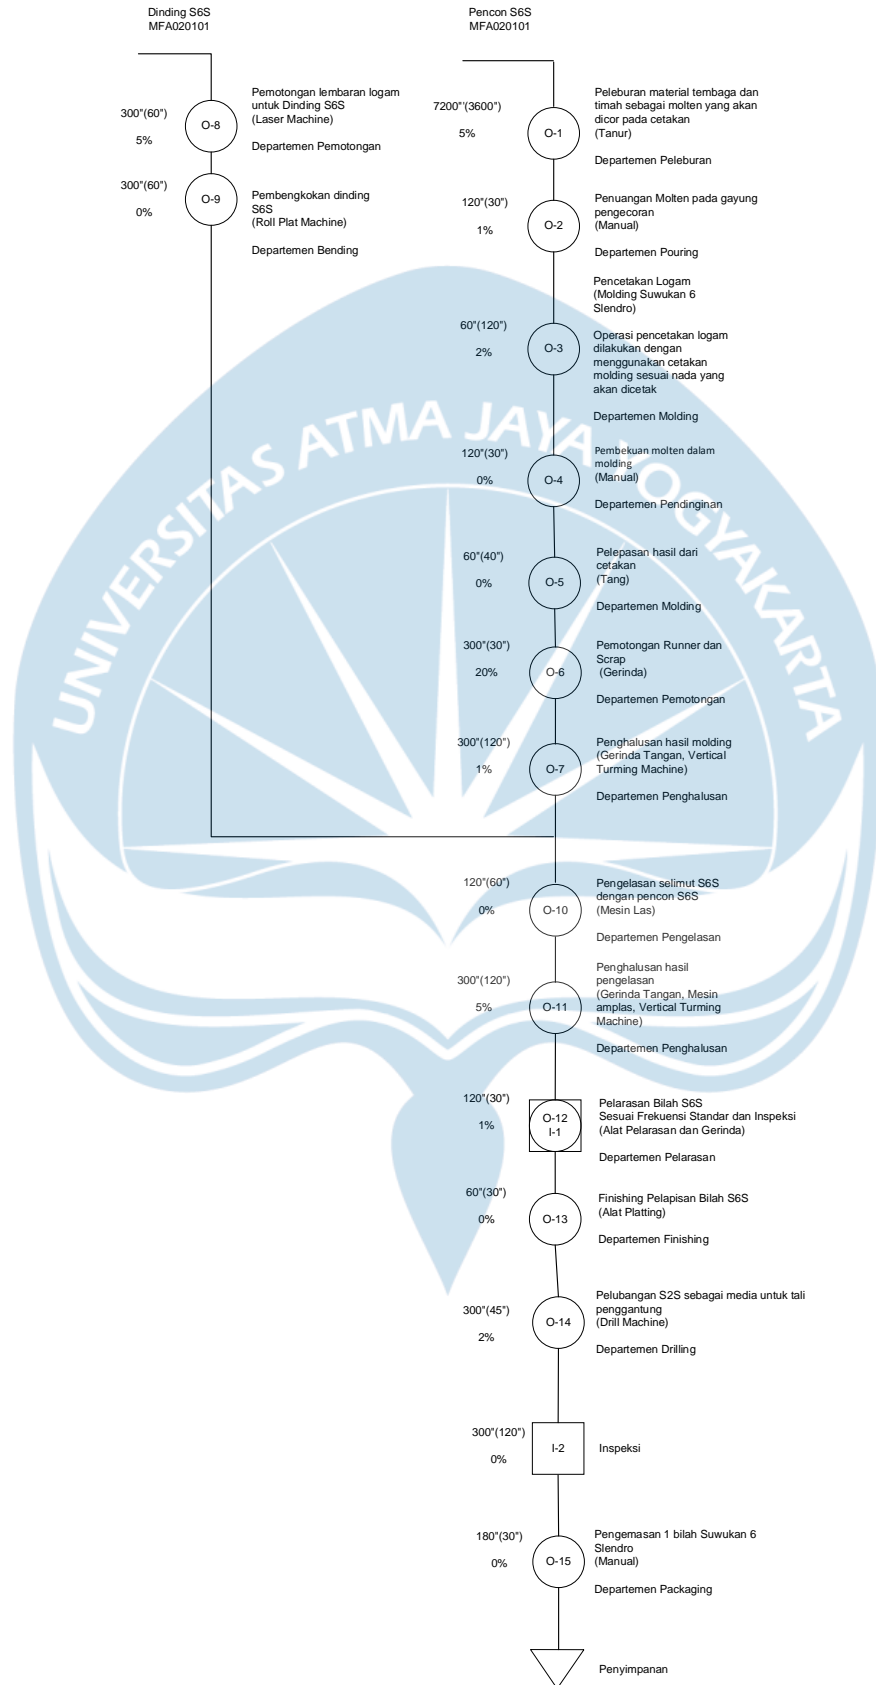 Dinding S6S
MFA020101
Pencon S6S
MFA020101
300"(60")
5%
O-8
Pemotongan lembaran logam
untuk Dinding S6S
(Laser Machine)
Departemen Pemotongan
300"(60")
0%
O-9
Pembengkokan dinding
S6S
(Roll Plat Machine)
Departemen Bending
7200"'(3600")
5%
O-1
Peleburan material tembaga dan
timah sebagai molten yang akan
dicor pada cetakan
(Tanur)
Departemen Peleburan
120"(30")
1%
O-2
Penuangan Molten pada gayung
pengecoran
(Manual)
Departemen Pouring
Pencetakan Logam
(Molding Suwukan 6
Slendro)
60"(120")
2%
O-3
Operasi pencetakan logam
dilakukan dengan
menggunakan cetakan
molding sesuai nada yang
akan dicetak
Departemen Molding
120"(30")
0%
O-4
Pembekuan molten dalam
molding
(Manual)
Departemen Pendinginan
60"(40")
0%
O-5
Pelepasan hasil dari
cetakan
(Tang)
Departemen Molding
300"(30")
20%
O-6
Pemotongan Runner dan
Scrap
(Gerinda)
Departemen Pemotongan
300"(120")
1%
O-7
Penghalusan hasil molding
(Gerinda Tangan, Vertical
Turming Machine)
Departemen Penghalusan
120"(60")
0%
O-10
Pengelasan selimut S6S
dengan pencon S6S
(Mesin Las)
Departemen Pengelasan
300"(120")
5%
O-11
Penghalusan hasil
pengelasan
(Gerinda Tangan, Mesin
amplas, Vertical Turming
Machine)
Departemen Penghalusan
120"(30")
1%
O-12
I-1
Pelarasan Bilah S6S
Sesuai Frekuensi Standar dan Inspeksi
(Alat Pelarasan dan Gerinda)
Departemen Pelarasan
60"(30")
0%
O-13
Finishing Pelapisan Bilah S6S
(Alat Platting)
Departemen Finishing
300"(45")
2%
O-14
Pelubangan S2S sebagai media untuk tali
penggantung
(Drill Machine)
Departemen Drilling
300"(120")
0%
I-2
Inspeksi
180"(30")
0%
O-15
Pengemasan 1 bilah Suwukan 6
Slendro
(Manual)
Departemen Packaging
Penyimpanan
UNIVERSITAS ATMA JAYA YOGYAKARTA